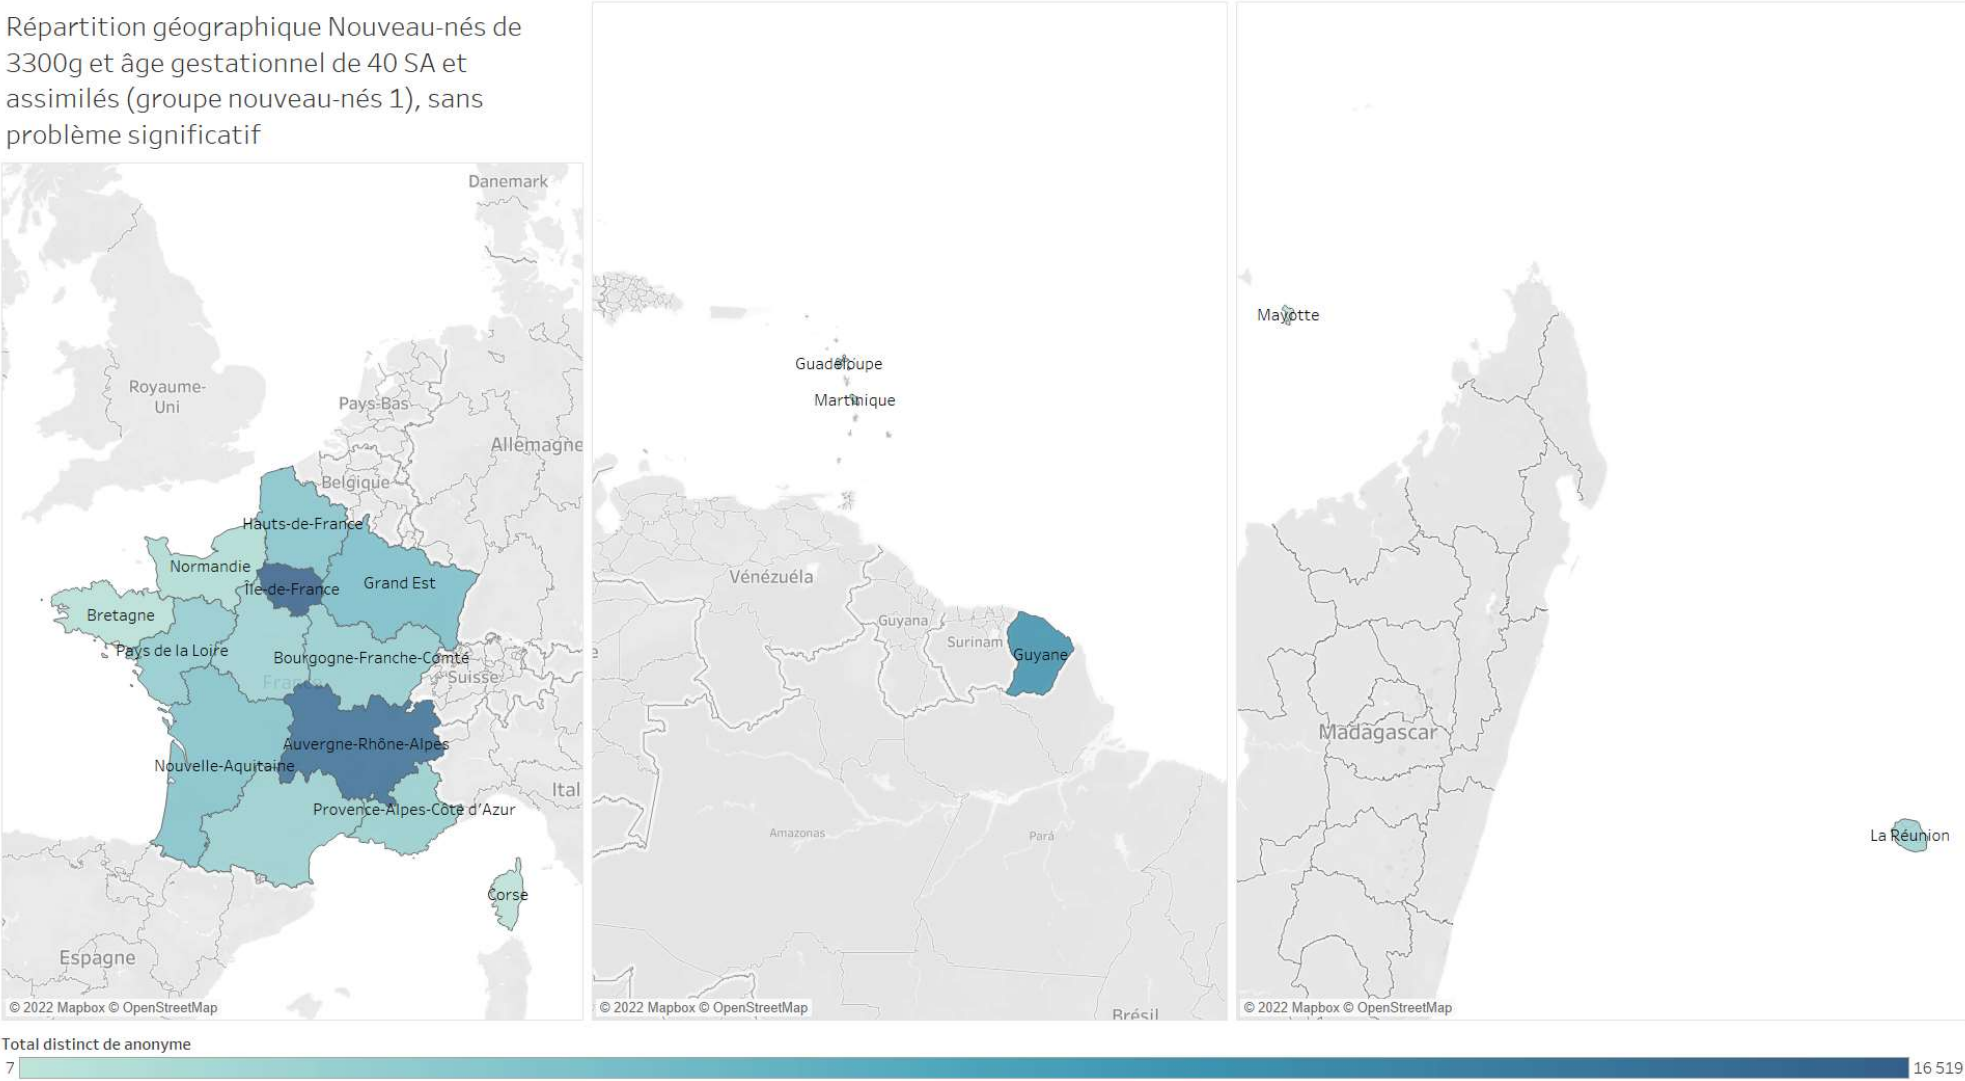 Répartition géographique Nouveau-nés de
3300g et âge gestationnel de 40 SA et
assimilés (groupe nouveau-nés 1), sans
problème significatif
Danemark
Royaume-
Uni
Pays-Bas
Allemagne
Belgique
Hauts-de-France
Normandie
Île-de-France
Grand Est
Bretagne
Pays de la Loire
Bourgogne-Franche-Comté
France
Suisse
Auvergne-Rhône-Alpes
Nouvelle-Aquitaine
Ital
Provence-Alpes-Côte d'Azur
Corse
Espagne
© 2022 Mapbox © OpenStreetMap
Guadeloupe
Martinique
Vénézuéla
Guyana
Surinam
Guyane
e
Amazonas
Pará
Brésil
© 2022 Mapbox © OpenStreetMap
Mayotte
Madagascar
La Réunion
© 2022 Mapbox © OpenStreetMap
Total distinct de anonyme
7
16 519